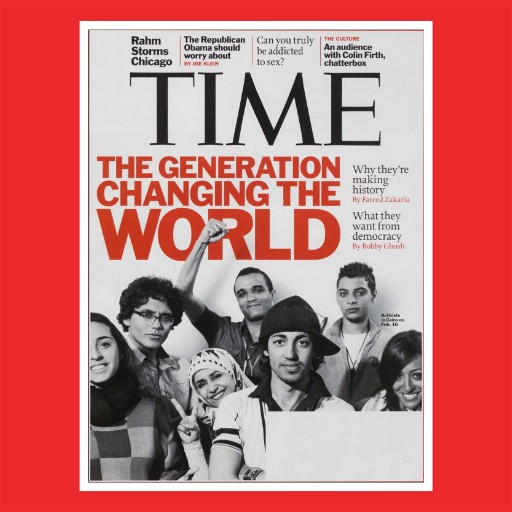 Rahm
Storms
Chicago
The Republican
Obama should
worry about
BY JOE KLEIN
Can you truly
be addicted
to sex?
THE CULTURE
An audience
with Colin Firth,
chatterbox
TIME
THE GENERATION
CHANGING THE
WORLD
Why they're
making
history
By Fareed Zakaria
What they
want from
democracy
By Bobby Ghosh
Activists
in Cairo on
Feb. 16